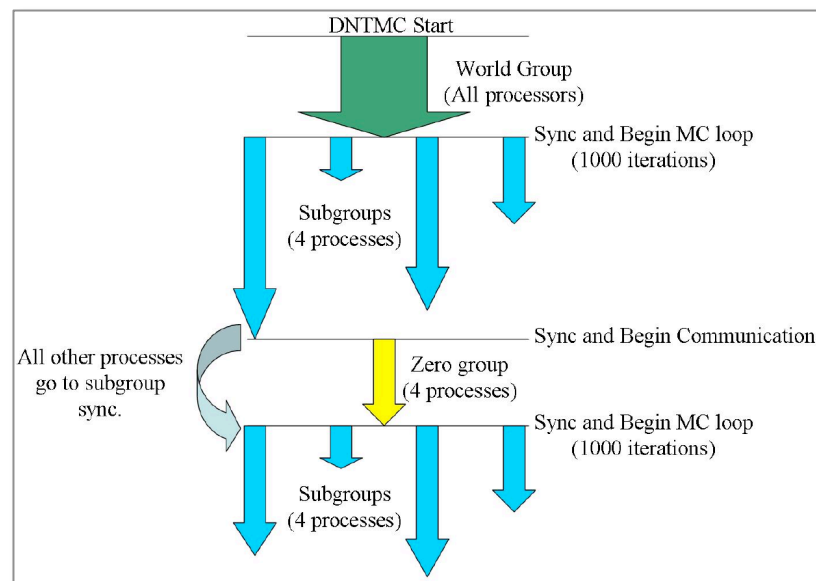 DNTMC Start
World Group
(All processors)
Sync and Begin MC loop
(1000 iterations)
Subgroups
(4 processes)
Sync and Begin Communication
All other processes
go to subgroup
sync.
Zero group
(4 processes)
Sync and Begin MC loop
(1000 iterations)
Subgroups
(4 processes)